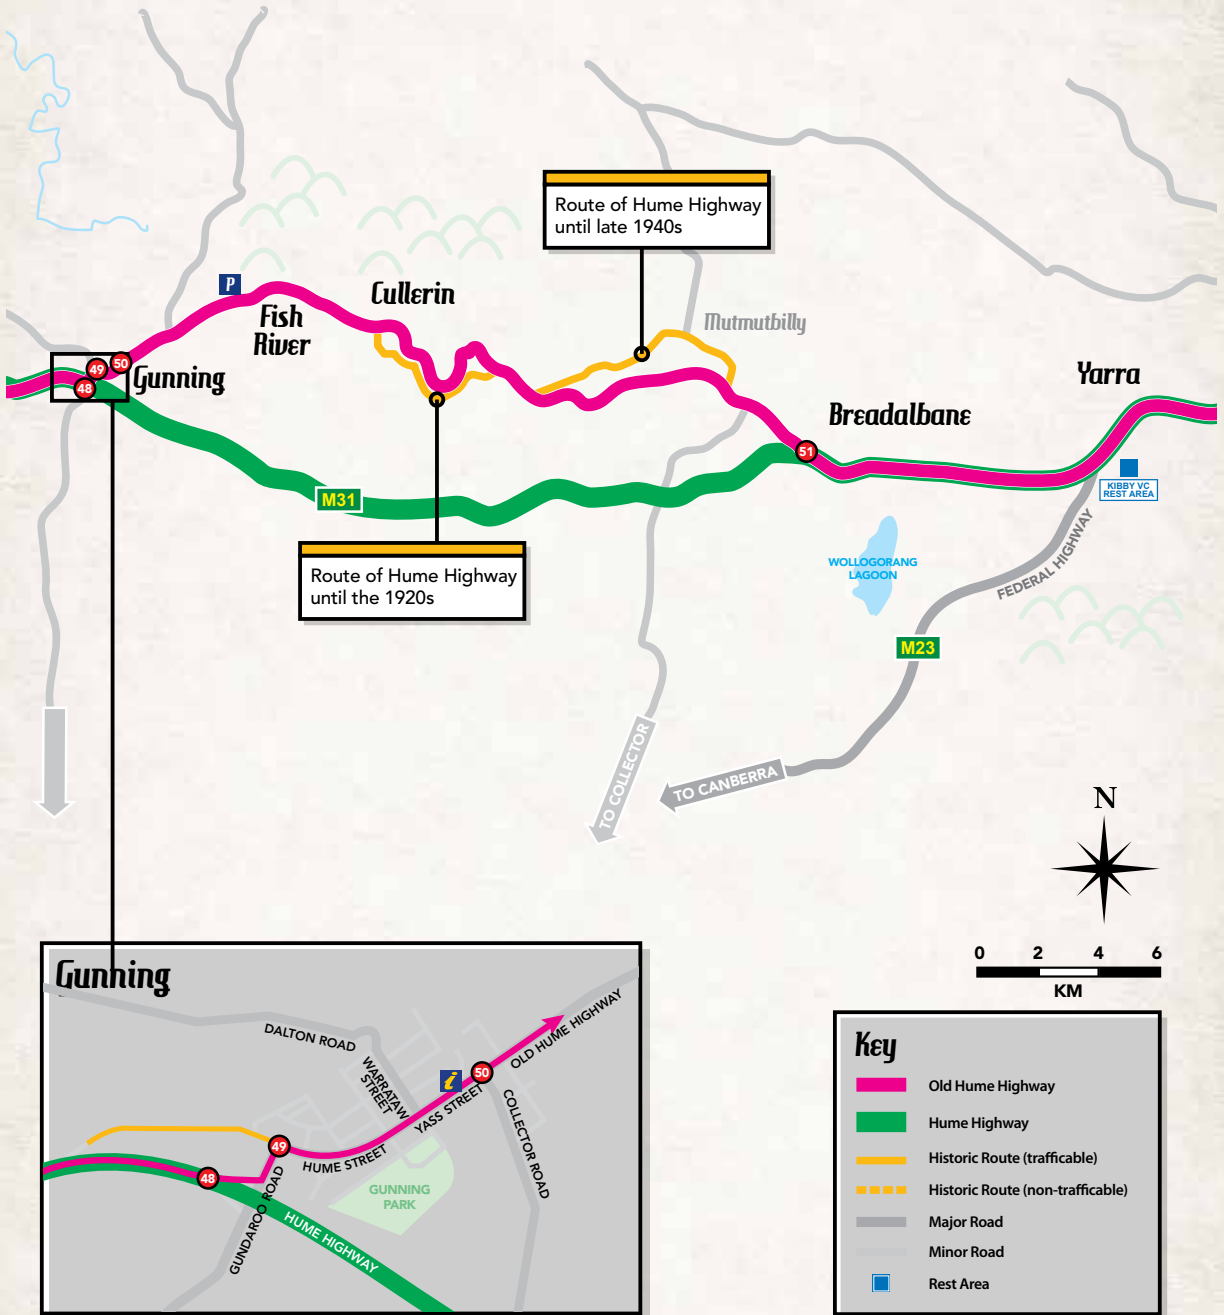 Route of Hume Highway
until late 1940s
P
Cullerin
Fish
River
Mutmutbilly
Yarra
49
50
48
Gunning
Breadalbane
51
M31
KIBBY VC
REST AREA
Route of Hume Highway
until the 1920s
WOLLOGORANG
LAGOON
FEDERAL HIGHWAY
M23
TO COLLECTOR
TO CANBERRA
N
0 2 4 6
KM
Gunning
DALTON ROAD
WARRATAW
STREET
OLD HUME HIGHWAY
i
50
YASS STREET
COLLECTOR ROAD
49
HUME STREET
48
GUNDAROO ROAD
GUNNING
PARK
HUME HIGHWAY
Key
Old Hume Highway
Hume Highway
Historic Route (trafficable)
Historic Route (non-trafficable)
Major Road
Minor Road
Rest Area